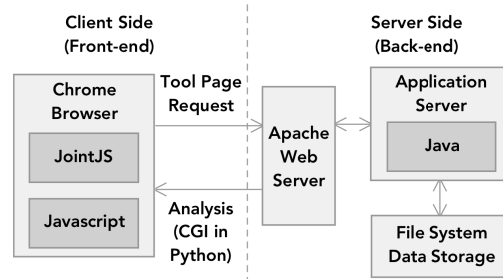 Client Side
(Front-end)
Server Side
(Back-end)
Chrome
Browser
JointJS
Javascript
Tool Page
Request
Analysis
(CGI in
Python)
Apache
Web
Server
Application
Server
Java
File System
Data Storage